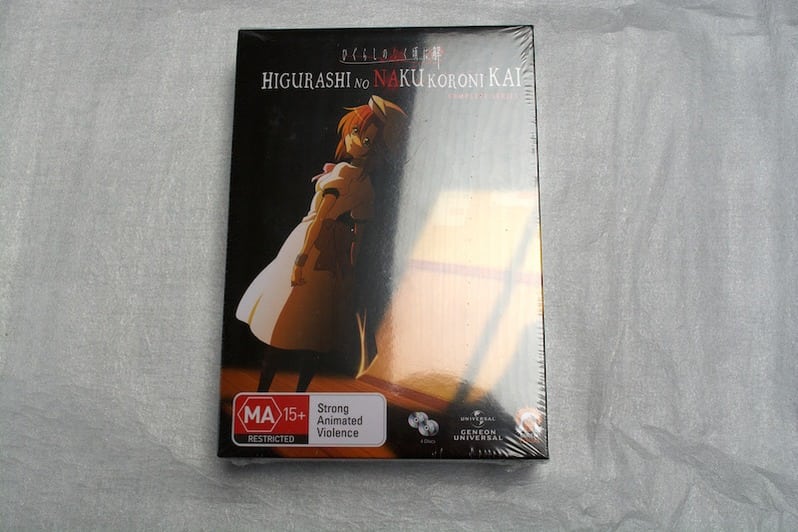 ひぐらしのなく頃に解
HIGURASHI NO NAKU KORONI KAI
COMPLETE SERIES
MA 15+
RESTRICTED
Strong
Animated
Violence
4 Discs
UNIVERSAL
GENEON
UNIVERSAL